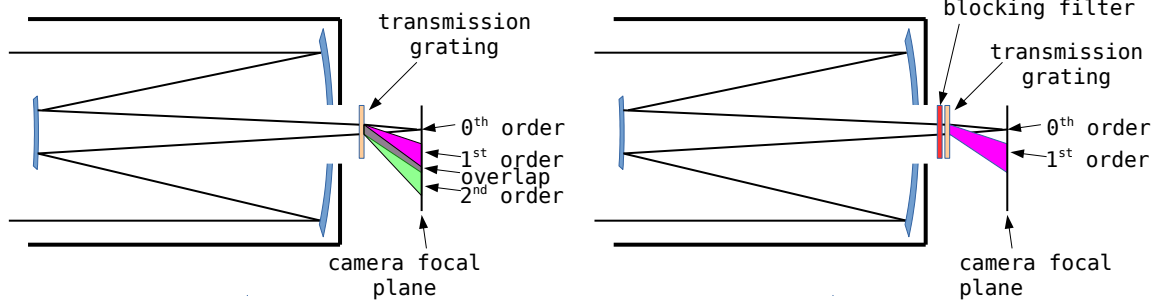 transmission
grating
0th order
1st order
overlap
2nd order
camera focal
plane
blocking filter
transmission
grating
0th order
1st order
camera focal
plane